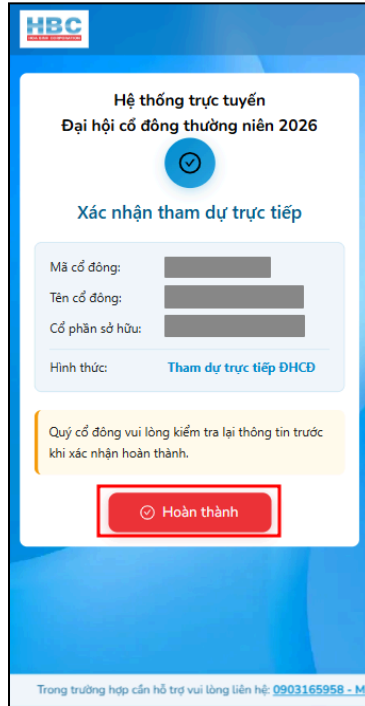 HBC
HOA BINH CORPORATION
Hệ thống trực tuyến
Đại hội cổ đông thường niên 2026
Xác nhận tham dự trực tiếp
Mã cổ đông:
Tên cổ đông:
Cổ phần sở hữu:
Hình thức: Tham dự trực tiếp ĐHCĐ
Quý cổ đông vui lòng kiểm tra lại thông tin trước
khi xác nhận hoàn thành.
Hoàn thành
Trong trường hợp cần hỗ trợ vui lòng liên hệ: 0903165958 - M